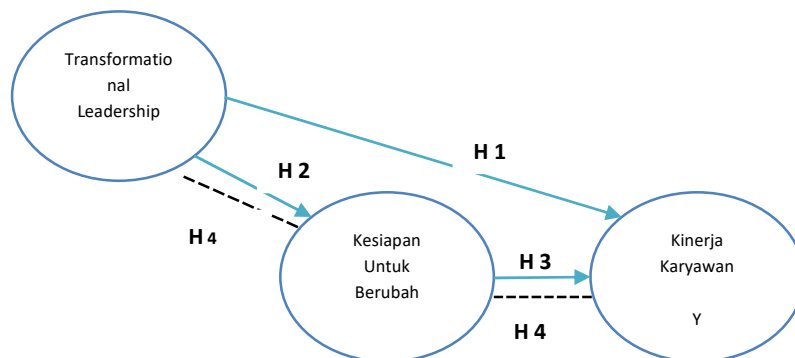 Transformatio
nal
Leadership
H 1
H 2
H 4
Kesiapan
Untuk
Berubah
H 3
H 4
Kinerja
Karyawan
Y